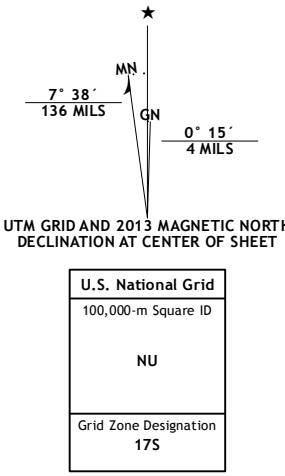 ★
MN
7° 38´
136 MILS
GN
0° 15´
4 MILS
UTM GRID AND 2013 MAGNETIC NORTH
DECLINATION AT CENTER OF SHEET
U.S. National Grid
100,000-m Square ID
NU
Grid Zone Designation
17S